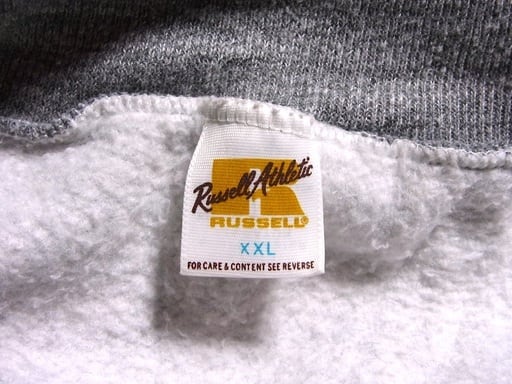 Russell Athletic
RUSSELL®
XXL
FOR CARE & CONTENT SEE REVERSE